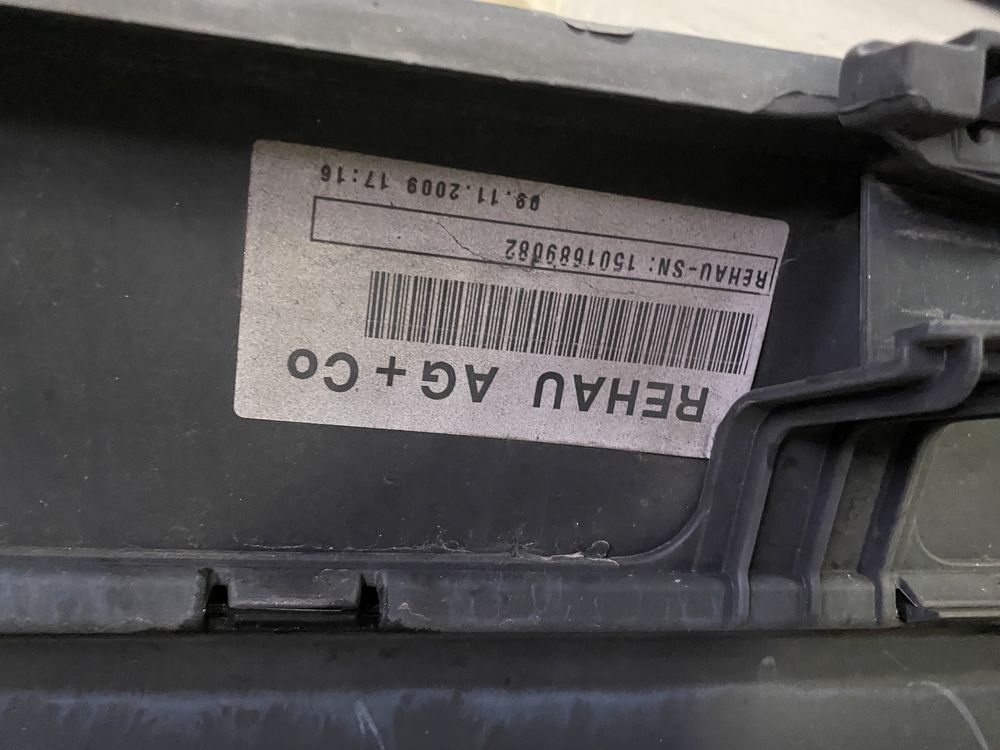 REHAU AG+Co
REHAU-SN: 1501689082
09.11.2009 17:16